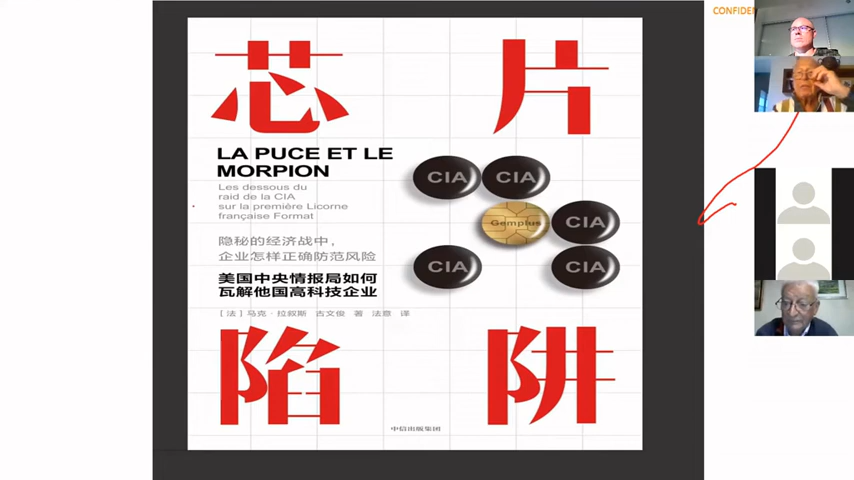 CONFIDEN
芯片
LA PUCE ET LE
MORPION
Les dessous du
raid de la CIA
sur la première Licorne
française Format
CIA CIA
Gemplus CIA
CIA CIA
隐秘的经济战中，
企业怎样正确防范风险
美国中央情报局如何
瓦解他国高科技企业
［法］马克·拉叙斯 古文俊 著 法意 译
陷阱
中信出版集团